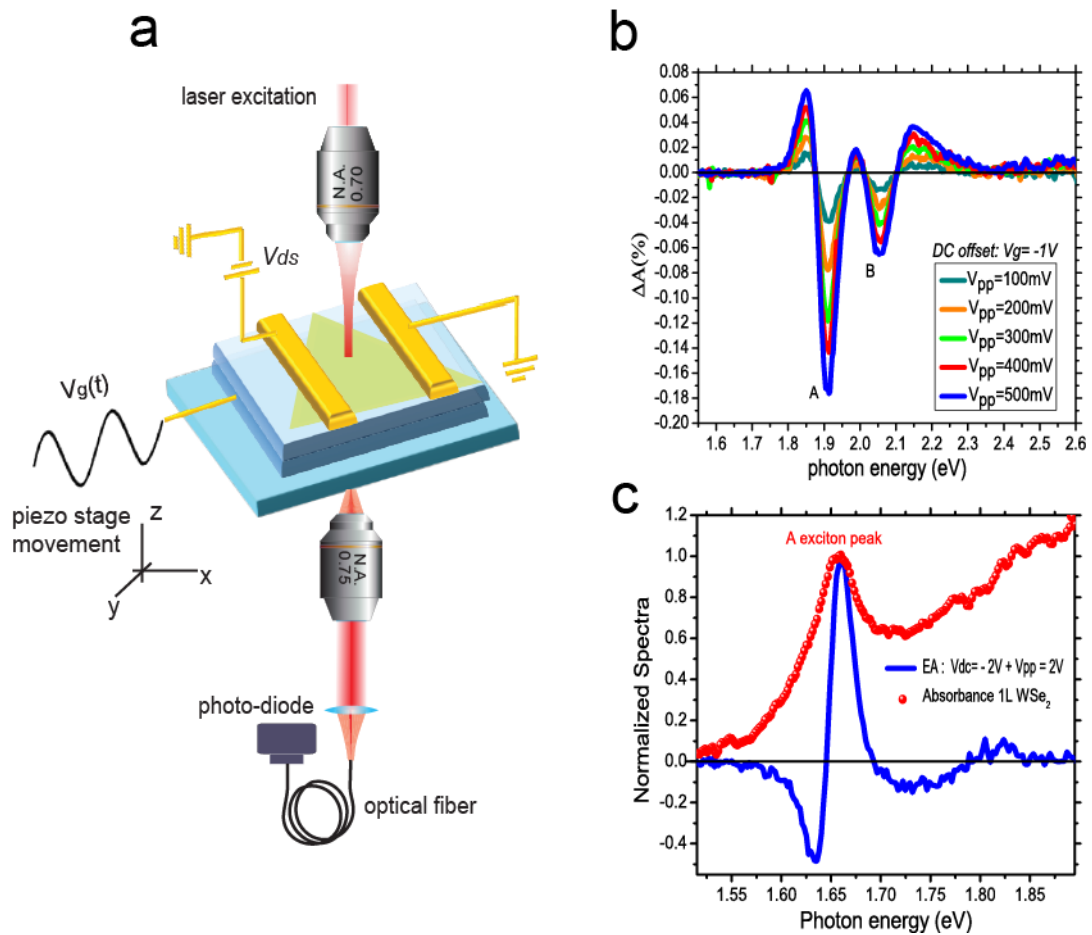 a
laser excitation
N.A.
0.70
Vds
Vg(t)
piezo stage
movement
z
x
y
N.A.
0.75
photo-diode
optical fiber
b
0.08
0.06
0.04
0.02
0.00
-0.02
-0.04
-0.06
-0.08
-0.10
-0.12
-0.14
-0.16
-0.18
-0.20
ΔA(%)
A
B
DC offset: Vg= -1V
Vpp=100mV
Vpp=200mV
Vpp=300mV
Vpp=400mV
Vpp=500mV
1.6 1.7 1.8 1.9 2.0 2.1 2.2 2.3 2.4 2.5 2.6
photon energy (eV)
c
1.2
1.0
0.8
0.6
0.4
0.2
0.0
-0.2
-0.4
Normalized Spectra
A exciton peak
EA : Vdc= - 2V + Vpp = 2V
Absorbance 1L WSe2
1.55 1.60 1.65 1.70 1.75 1.80 1.85
Photon energy (eV)